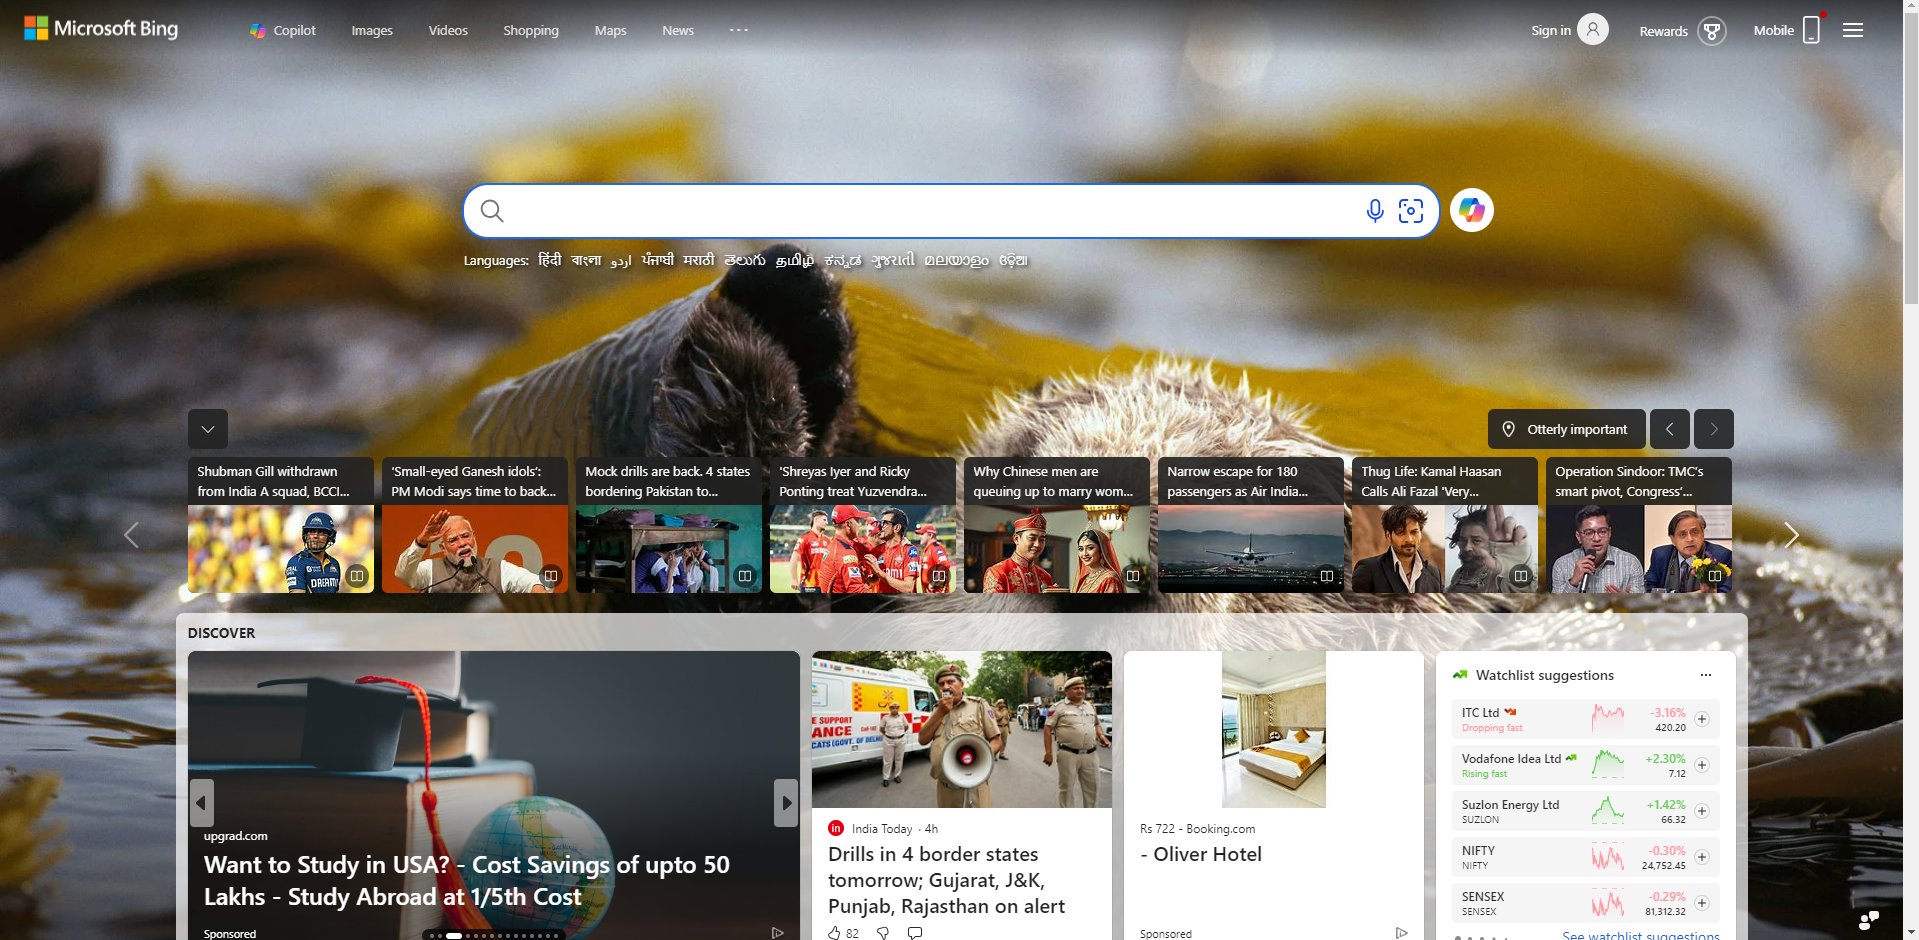 Microsoft Bing
Copilot
Images
Videos
Shopping
Maps
News
Sign in
Rewards
Mobile
Languages: हिंदी বাংলা اردو ਪੰਜਾਬੀ मराठी తెలుగు தமிழ் ಕನ್ನಡ ગુજરાતી മലയാളം ଓଡ଼ିଆ
Otterly important
Shubman Gill withdrawn
from India A squad, BCCI...
'Small-eyed Ganesh idols':
PM Modi says time to back...
Mock drills are back. 4 states
bordering Pakistan to...
'Shreyas Iyer and Ricky
Ponting treat Yuzvendra...
Why Chinese men are
queuing up to marry wom...
Narrow escape for 180
passengers as Air India...
Thug Life: Kamal Haasan
Calls Ali Fazal 'Very...
Operation Sindoor: TMC's
smart pivot, Congress'...
DISCOVER
upgrad.com
Want to Study in USA? - Cost Savings of upto 50
Lakhs - Study Abroad at 1/5th Cost
Sponsored
India Today · 4h
Drills in 4 border states
tomorrow; Gujarat, J&K,
Punjab, Rajasthan on alert
82
Rs 722 - Booking.com
- Oliver Hotel
Sponsored
Watchlist suggestions
ITC Ltd -3.16%
Dropping fast 420.20
Vodafone Idea Ltd +2.30%
Rising fast 7.12
Suzlon Energy Ltd +1.42%
SUZLON 66.32
NIFTY -0.30%
NIFTY 24,752.45
SENSEX -0.29%
SENSEX 81,312.32
See watchlist suggestions